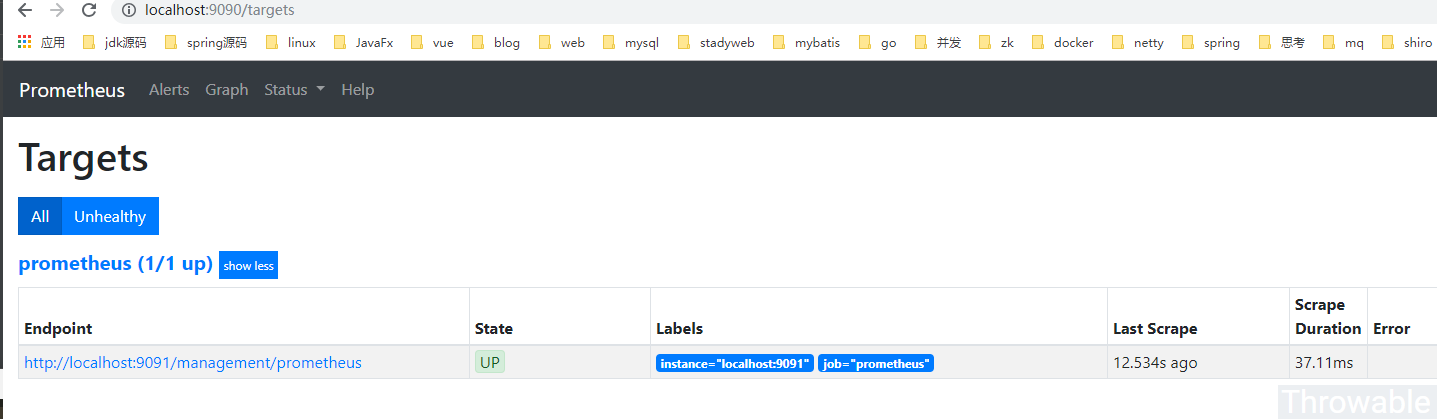 localhost:9090/targets
应用 jdk源码 spring源码 linux JavaFx vue blog web mysql stadyweb mybatis go 并发 zk docker netty spring 思考 mq shiro
Prometheus Alerts Graph Status Help
Targets
All Unhealthy
prometheus (1/1 up) show less
Endpoint State Labels Last Scrape Scrape Duration Error
http://localhost:9091/management/prometheus UP instance="localhost:9091" job="prometheus" 12.534s ago 37.11ms
Throwable